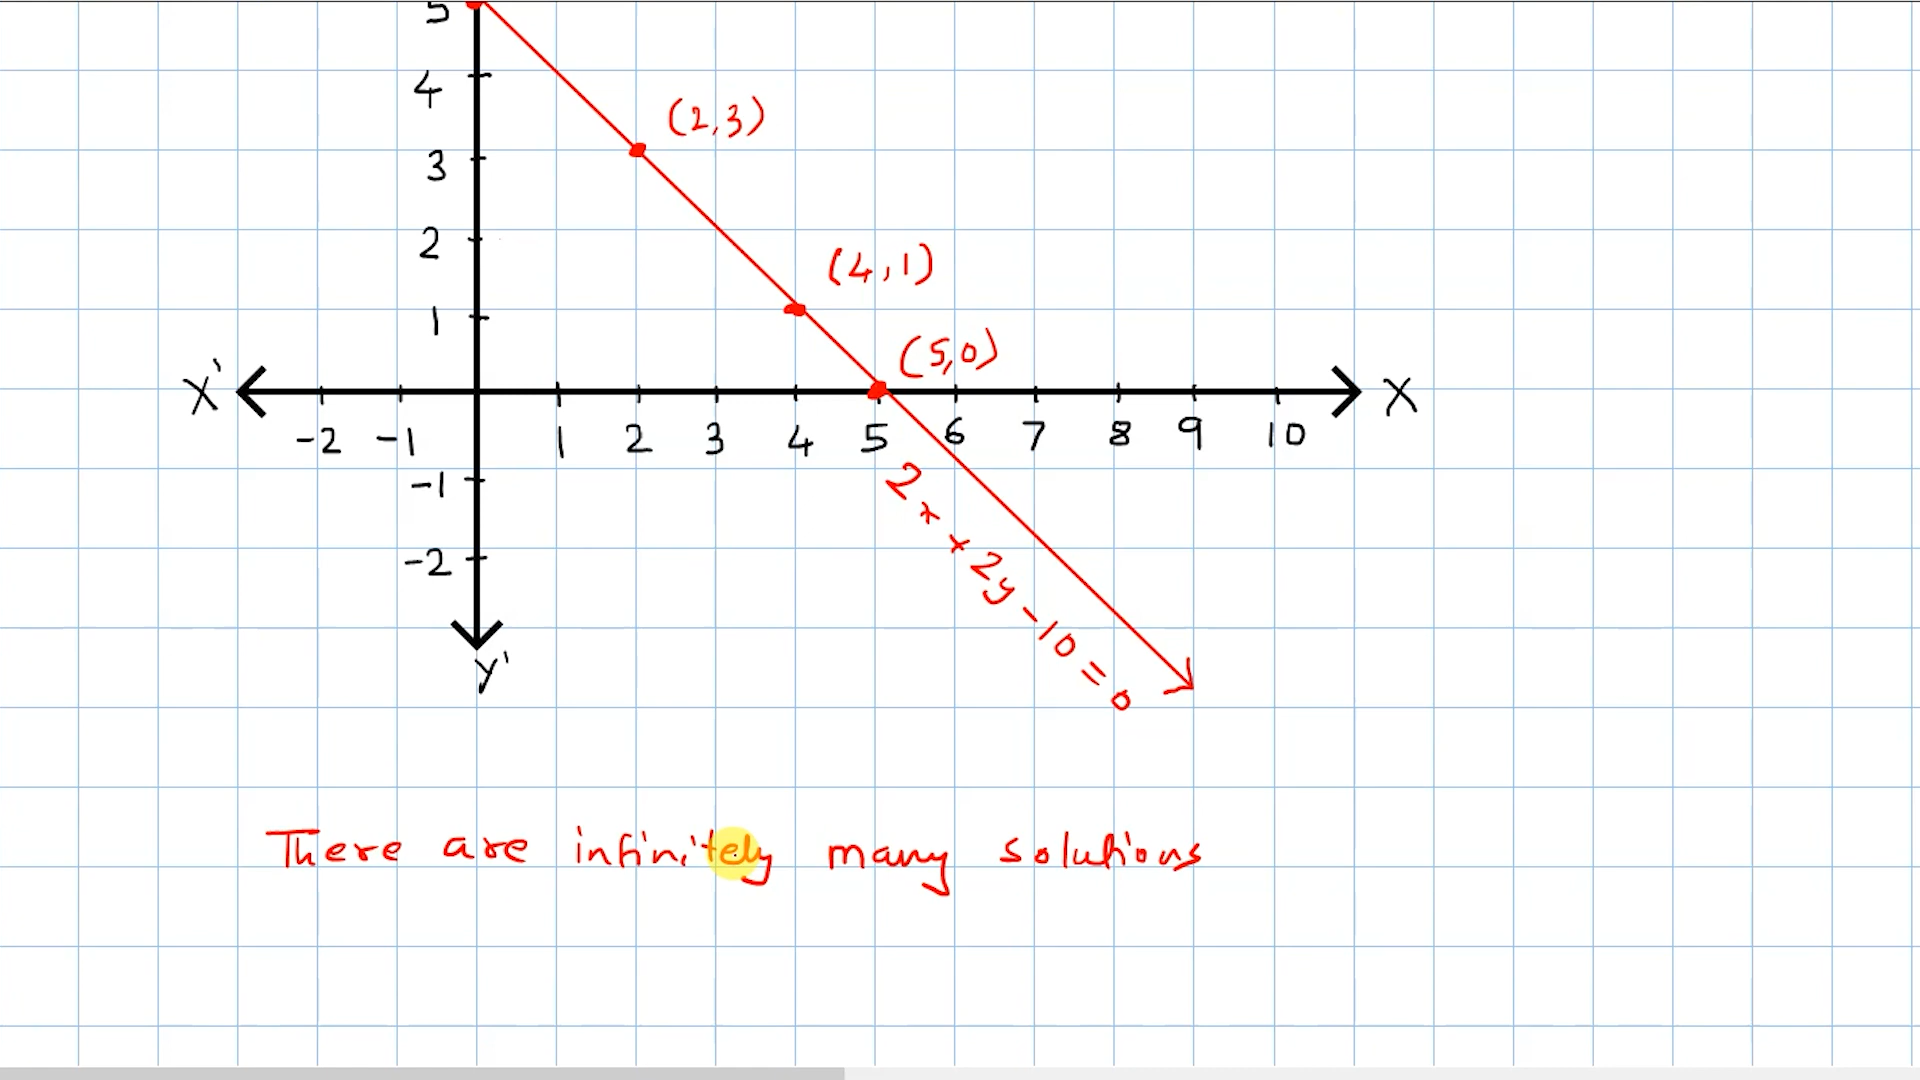 5
4
(2,3)
3
2
(4,1)
1
(5,0)
X' X
-2 -1 1 2 3 4 5 6 7 8 9 10
-1
2x+2y-10=0
-2
y'
There are infinitely many solutions